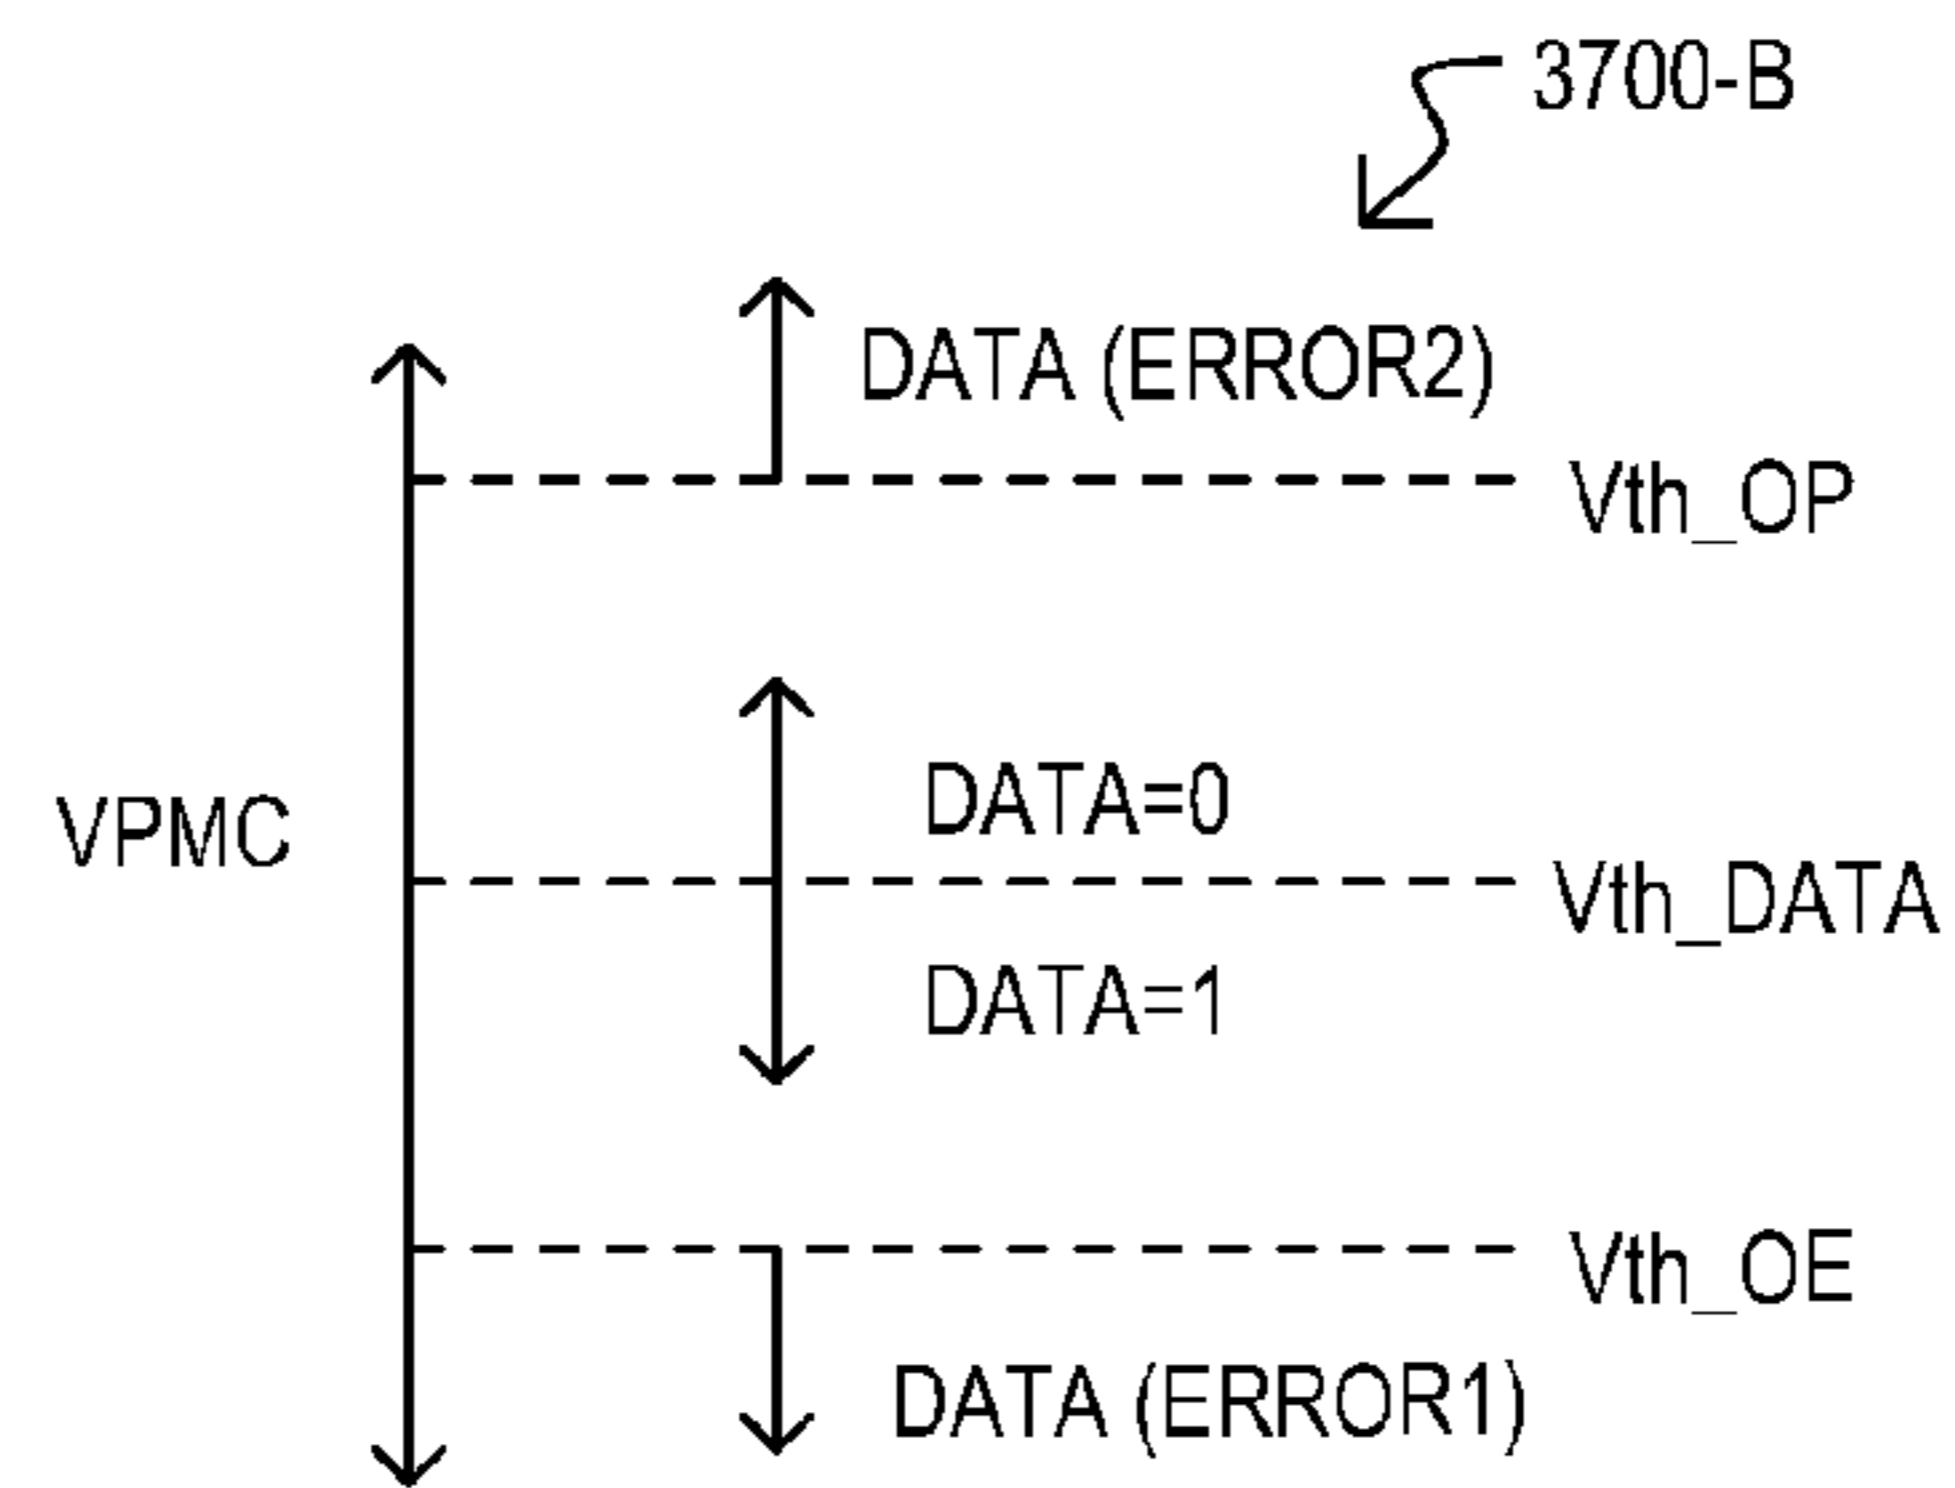 3700-B
DATA (ERROR2)
Vth_OP
DATA=0
VPMC
Vth_DATA
DATA=1
Vth_OE
DATA (ERROR1)